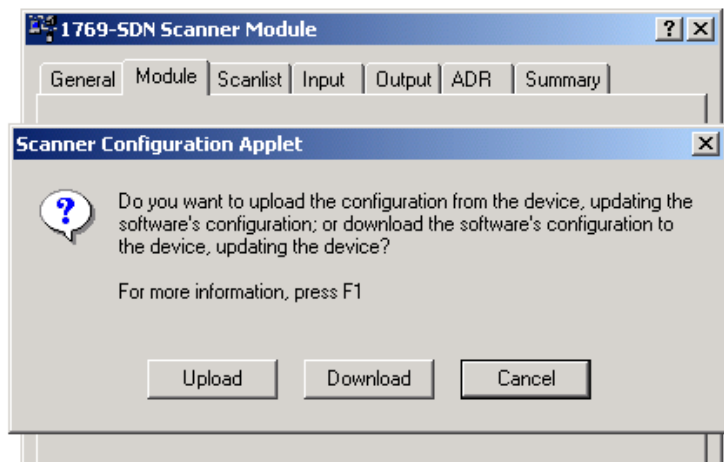 1769-SDN Scanner Module
? X
General Module Scanlist Input Output ADR Summary
Scanner Configuration Applet
X
?
Do you want to upload the configuration from the device, updating the
software's configuration; or download the software's configuration to
the device, updating the device?
For more information, press F1
Upload Download Cancel